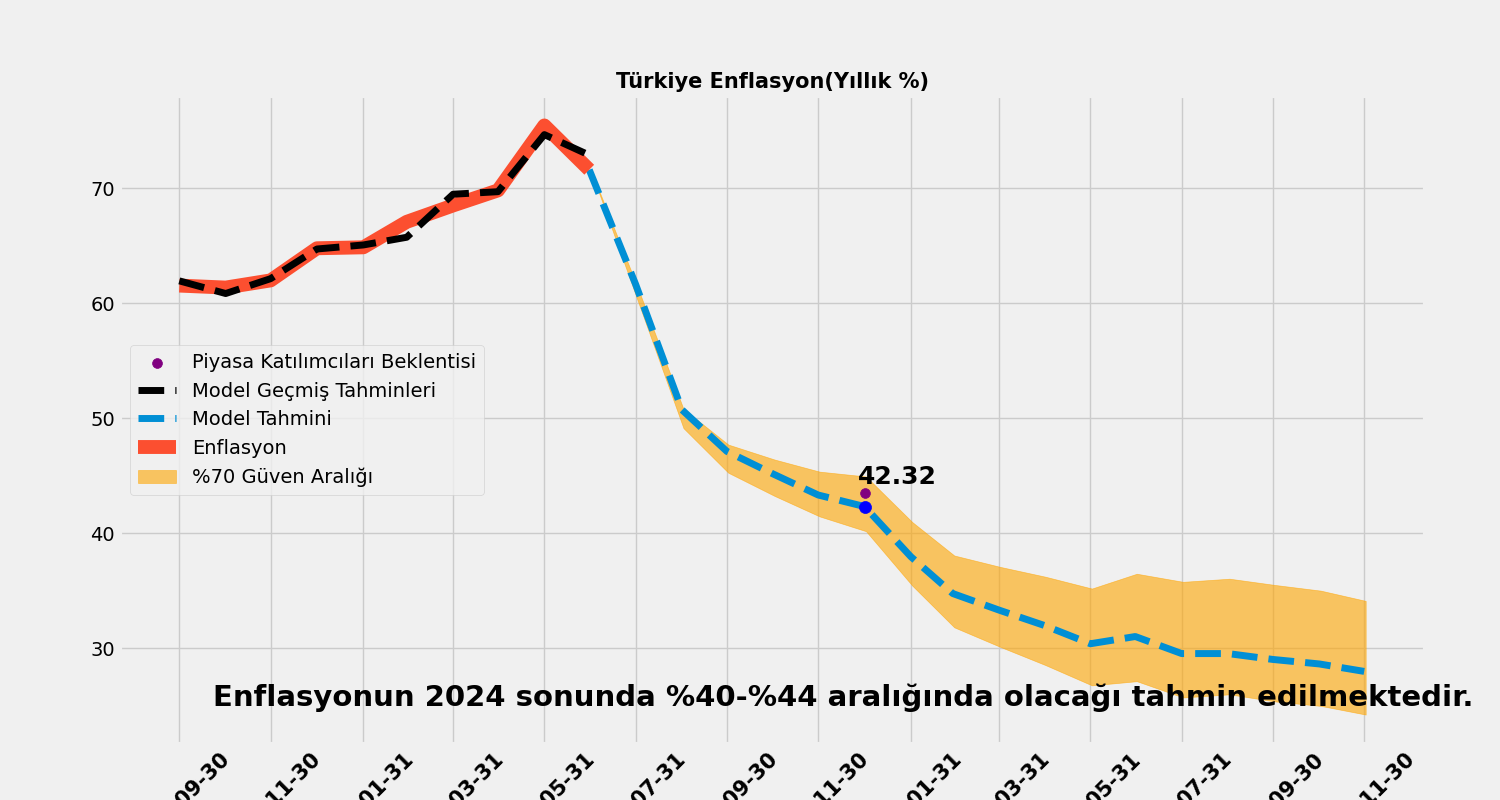 Türkiye Enflasyon(Yıllık %)
70
60
50
40
30
Piyasa Katılımcıları Beklentisi
Model Geçmiş Tahminleri
Model Tahmini
Enflasyon
%70 Güven Aralığı
42.32
Enflasyonun 2024 sonunda %40-%44 aralığında olacağı tahmin edilmektedir.
09-30
11-30
01-31
03-31
05-31
07-31
09-30
11-30
01-31
03-31
05-31
07-31
09-30
11-30